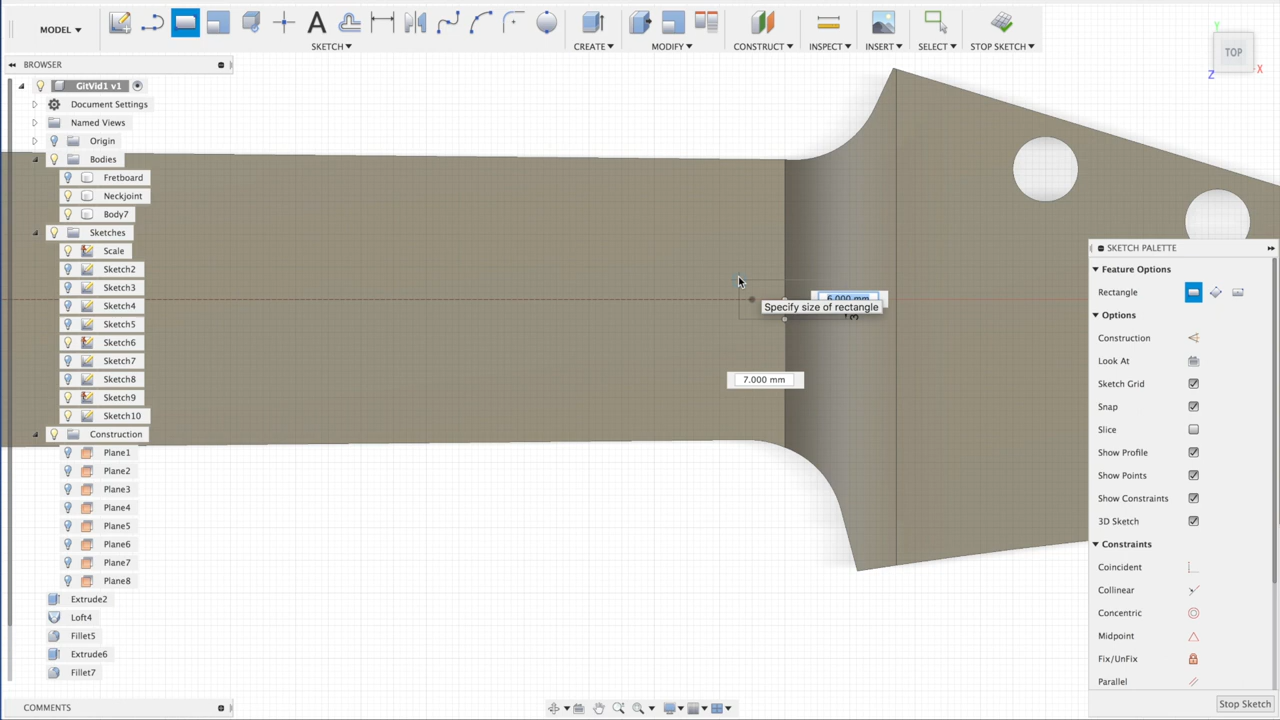 MODEL
SKETCH
CREATE
MODIFY
CONSTRUCT
INSPECT
INSERT
SELECT
STOP SKETCH
BROWSER
GitVid1 v1
Document Settings
Named Views
Origin
Bodies
Fretboard
Neckjoint
Body7
Sketches
Scale
Sketch2
Sketch3
Sketch4
Sketch5
Sketch6
Sketch7
Sketch8
Sketch9
Sketch10
Construction
Plane1
Plane2
Plane3
Plane4
Plane5
Plane6
Plane7
Plane8
Extrude2
Loft4
Fillet5
Extrude6
Fillet7
COMMENTS
6.000 mm
Specify size of rectangle
7.000 mm
Y
TOP
X
Z
SKETCH PALETTE
Feature Options
Rectangle
Options
Construction
Look At
Sketch Grid
Snap
Slice
Show Profile
Show Points
Show Constraints
3D Sketch
Constraints
Coincident
Collinear
Concentric
Midpoint
Fix/UnFix
Parallel
Stop Sketch